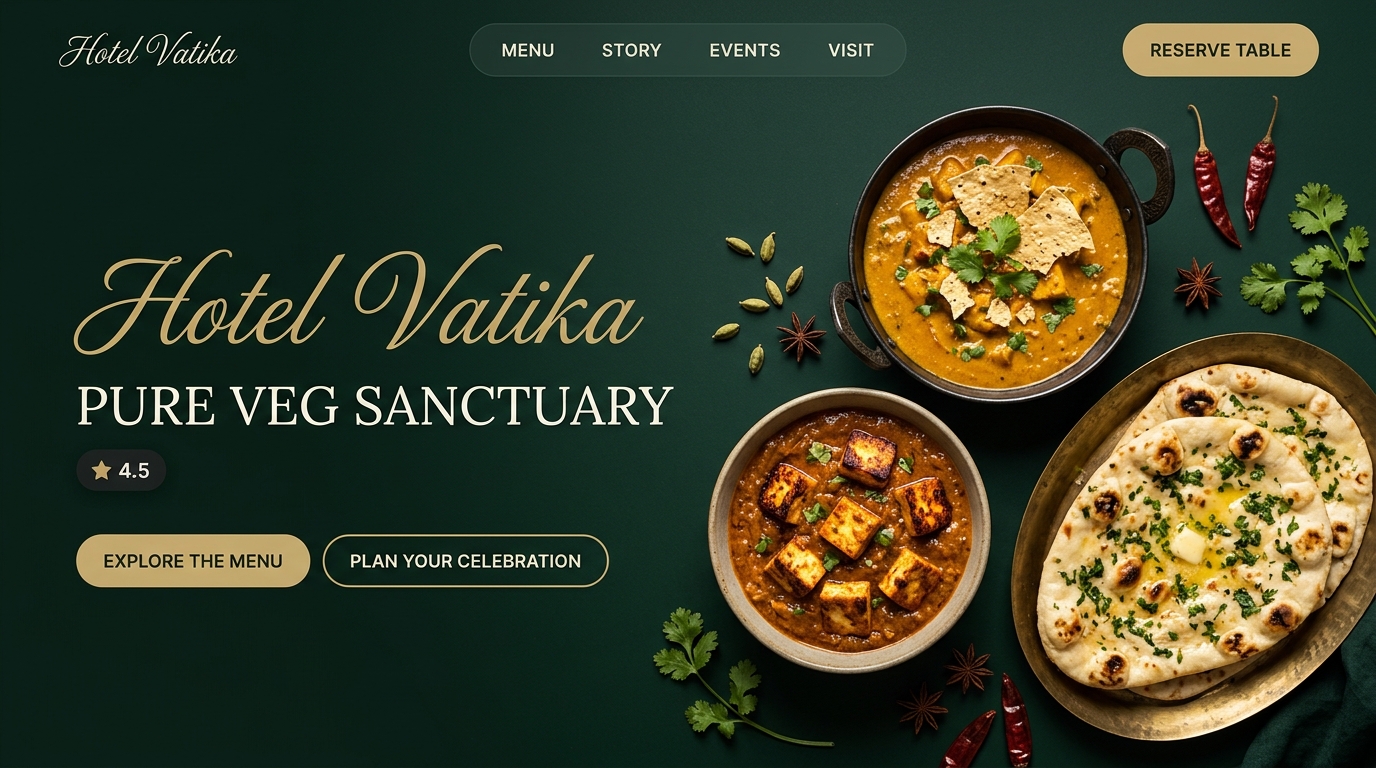 Hotel Vatika
MENU STORY EVENTS VISIT
RESERVE TABLE
Hotel Vatika
PURE VEG SANCTUARY
4.5
EXPLORE THE MENU
PLAN YOUR CELEBRATION